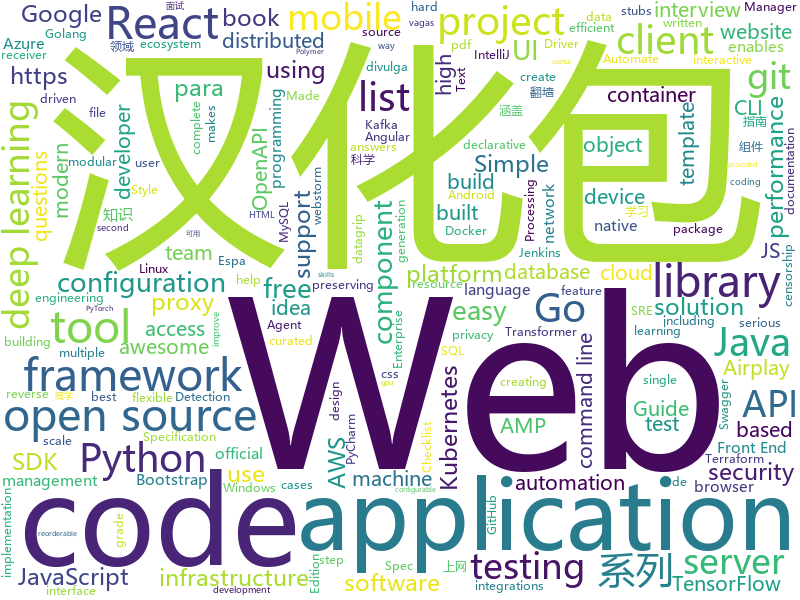 汉化包
Web
code
application
React
mobile
project
client
Google
book
interview
Manager
Azure
Golang
distributed
UI
website
git
https
using
list
high
container
CLI
receiver
领域
ecosystem
para
developer
OpenAPI
programming
deep learning
questions
modern
Made
Simple
build
built
device
object
template
performance
涵盖
指南
组件
JS
library
configuration
support
platform
database
native
package
network
Docker
Jenkins
free
component
cloud
tool
proxy
access
easy
Go
solution
Java
framework
awesome
idea
language
Kubernetes
command line
Guide
test
Airplay
API
open source
Python
AWS
AMP
SDK
use
machine
based
Front End
security
Bootstrap
automation
browser
JavaScript
infrastructure
software
testing
系列
server
TensorFlow
management
implementation
interface
development
上网
integrations
Spec
Edition
step
Windows
GitHub
Swagger
Terraform
privacy
Transformer
Agent
Enterprise
Checklist
PyCharm
design
css
SQL
SRE
learning
including
serious
feature
resource
curated
Detection
flexible
reverse
best
scale
multiple
engineering
PyTorch
building
improve
creating
single
Specification
official
cases
grade
de
skills
provided
coding
useful
documentation
censorship
学习
科学
翻墙
Kafka
Angular
answers
declarative
Android
Processing
generation
datagrip
webstorm
MySQL
HTML
Linux
team
Espa
help
preserving
second
Style
可用
知识
user
modular
driven
file
makes
complete
面试
vagas
stubs
hard
pdf
source
way
data
written
efficient
Driver
IntelliJ
Text
create
enables
interactive
Automate
divulga
Polymer
reorderable
configurable
gpu